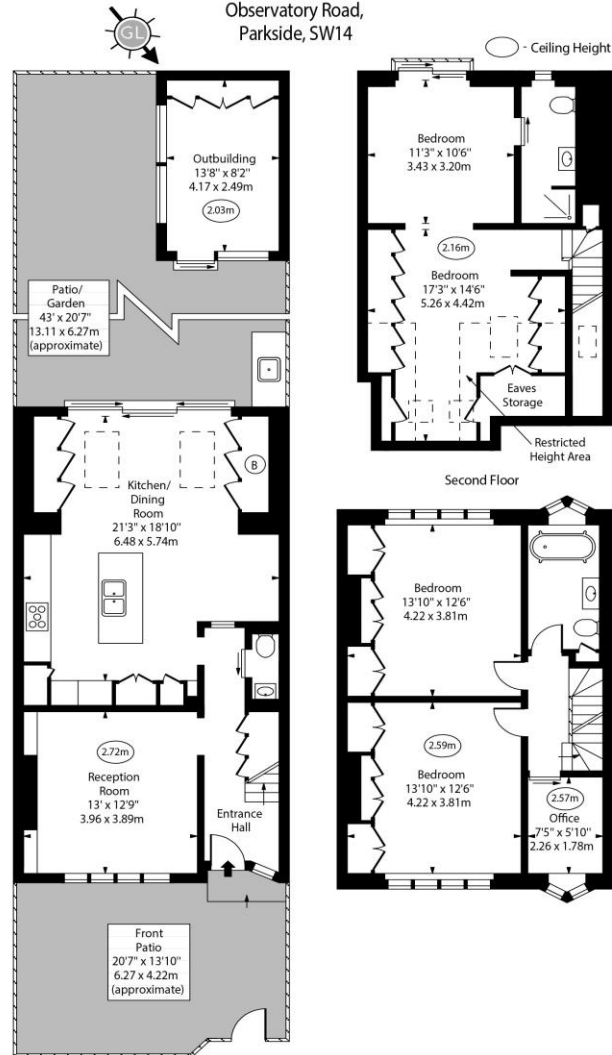 Observatory Road,
Parkside, SW14
GL
- Ceiling Height
Outbuilding
13'8" x 8'2"
4.17 x 2.49m
2.03m
Patio/
Garden
43' x 20'7"
13.11 x 6.27m
(approximate)
B
Kitchen/
Dining
Room
21'3" x 18'10"
6.48 x 5.74m
2.72m
Reception
Room
13' x 12'9"
3.96 x 3.89m
Entrance
Hall
Front
Patio
20'7" x 13'10"
6.27 x 4.22m
(approximate)
Bedroom
11'3" x 10'6"
3.43 x 3.20m
2.16m
Bedroom
17'3" x 14'6"
5.26 x 4.42m
Eaves
Storage
Restricted
Height Area
Second Floor
Bedroom
13'10" x 12'6"
4.22 x 3.81m
2.59m
Bedroom
13'10" x 12'6"
4.22 x 3.81m
2.57m
Office
7'5" x 5'10"
2.26 x 1.78m